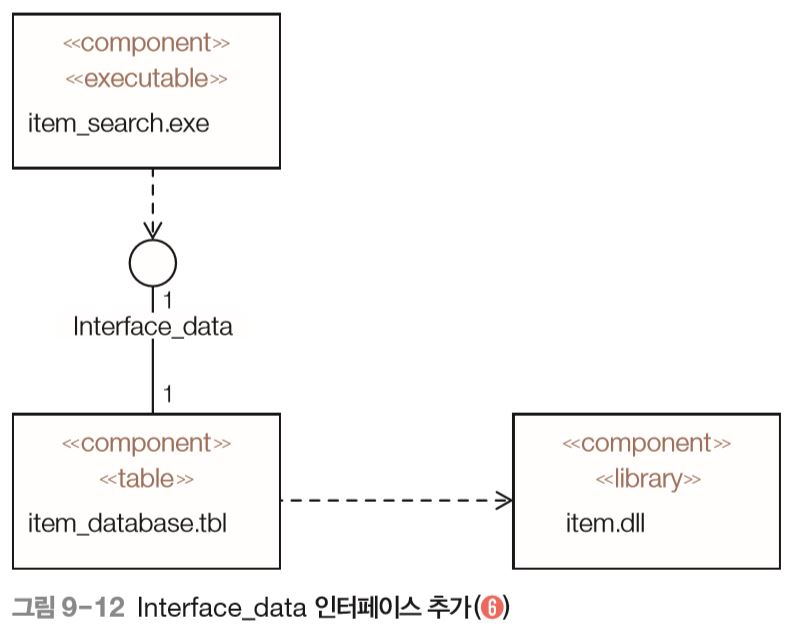 <<component>>
<<executable>>
item_search.exe
1
Interface_data
1
<<component>>
<<table>>
item_database.tbl
<<component>>
<<library>>
item.dll
그림 9-12 Interface_data 인터페이스 추가(❻)